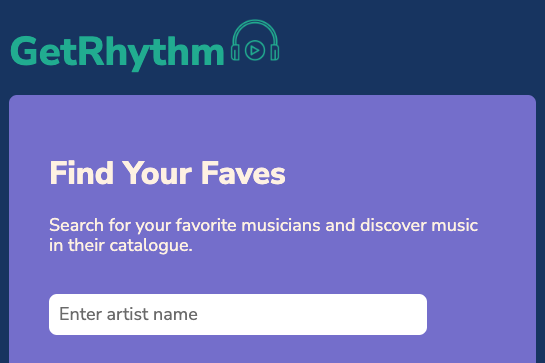 GetRhythm
Find Your Faves
Search for your favorite musicians and discover music
in their catalogue.
Enter artist name